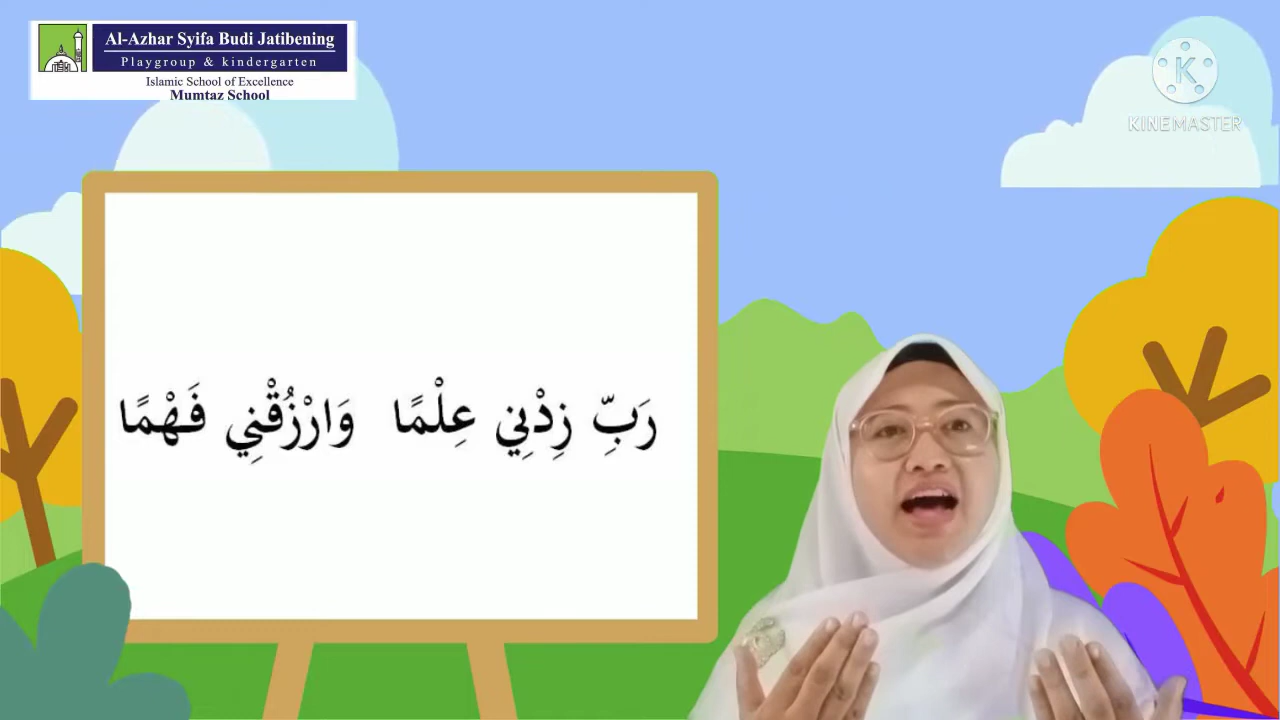 Al-Azhar Syifa Budi Jatibening
Playgroup & kindergarten
Islamic School of Excellence
Mumtaz School
K
KINEMASTER
رَبِّ زِدْنِي عِلْمًا وَارْزُقْنِي فَهْمًا